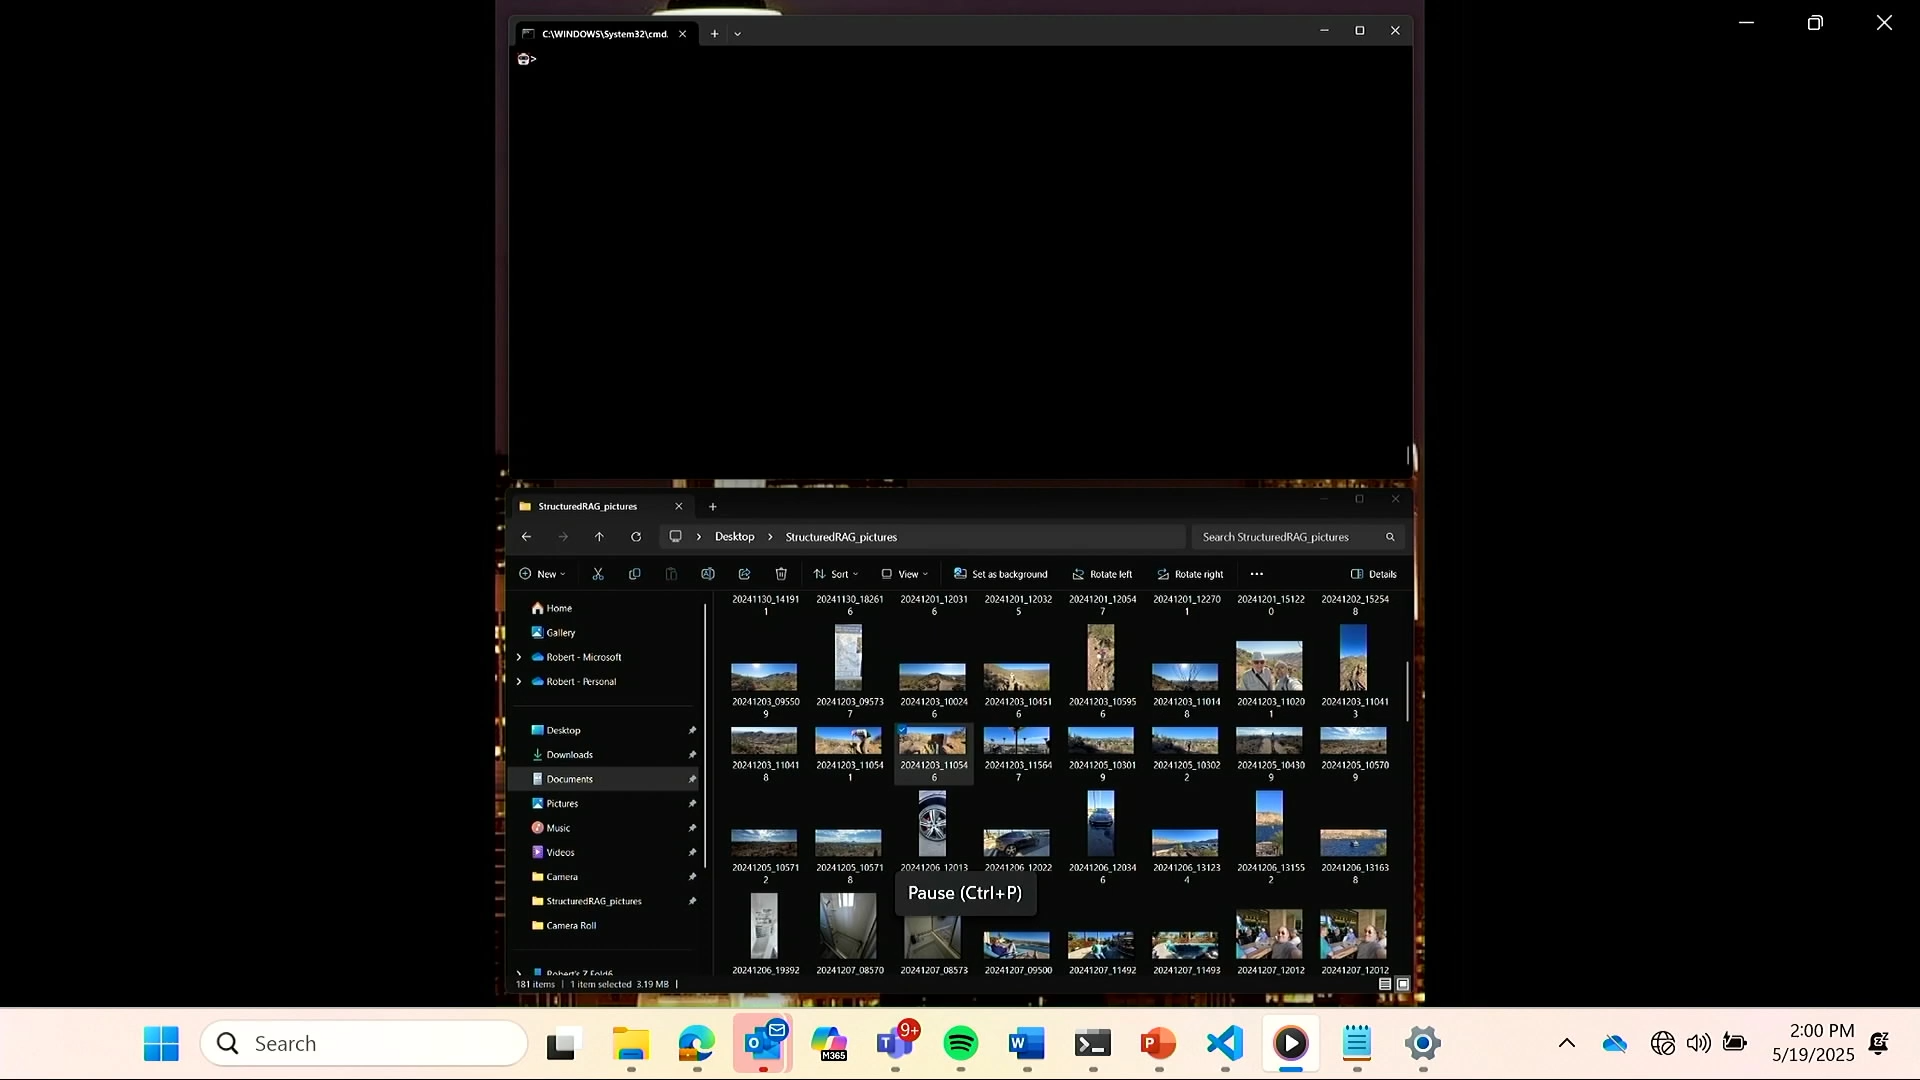 C:\WINDOWS\System32\cmd.
>
StructuredRAG_pictures
Desktop > StructuredRAG_pictures
Search StructuredRAG_pictures
New
Sort
View
Set as background
Rotate left
Rotate right
Details
Home
Gallery
Robert - Microsoft
Robert - Personal
Desktop
Downloads
Documents
Pictures
Music
Videos
Camera
StructuredRAG_pictures
Camera Roll
Robert's Z Fold6
20241130_14191 20241130_18261 20241201_12031 20241201_12032 20241201_12054 20241201_12270 20241201_15122 20241202_15254
1 6 6 5 7 1 0 8
20241203_09550 20241203_09573 20241203_10024 20241203_10451 20241203_10595 20241203_11014 20241203_11020 20241203_11041
9 7 6 6 6 8 1 3
20241203_11041 20241203_11054 20241203_11054 20241203_11564 20241205_10301 20241205_10302 20241205_10430 20241205_10570
8 1 6 7 9 2 9 9
20241205_10571 20241205_10571 20241206_12013 20241206_12022 20241206_12034 20241206_13123 20241206_13155 20241206_13163
2 8 6 4 2 8
Pause (Ctrl+P)
20241206_19392 20241207_08570 20241207_08573 20241207_09500 20241207_11492 20241207_11493 20241207_12012 20241207_12012
181 items | 1 item selected 3.19 MB |
Search
M365
9+
2:00 PM
5/19/2025